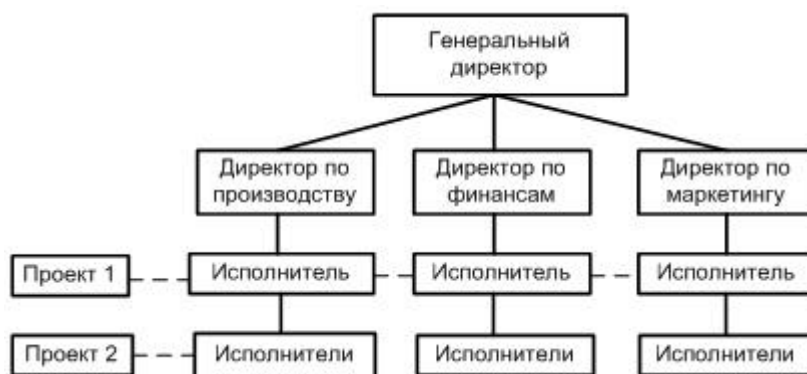 Генеральный
директор
Директор по
производству
Директор по
финансам
Директор по
маркетингу
Проект 1
Исполнитель
Исполнитель
Исполнитель
Проект 2
Исполнители
Исполнители
Исполнители